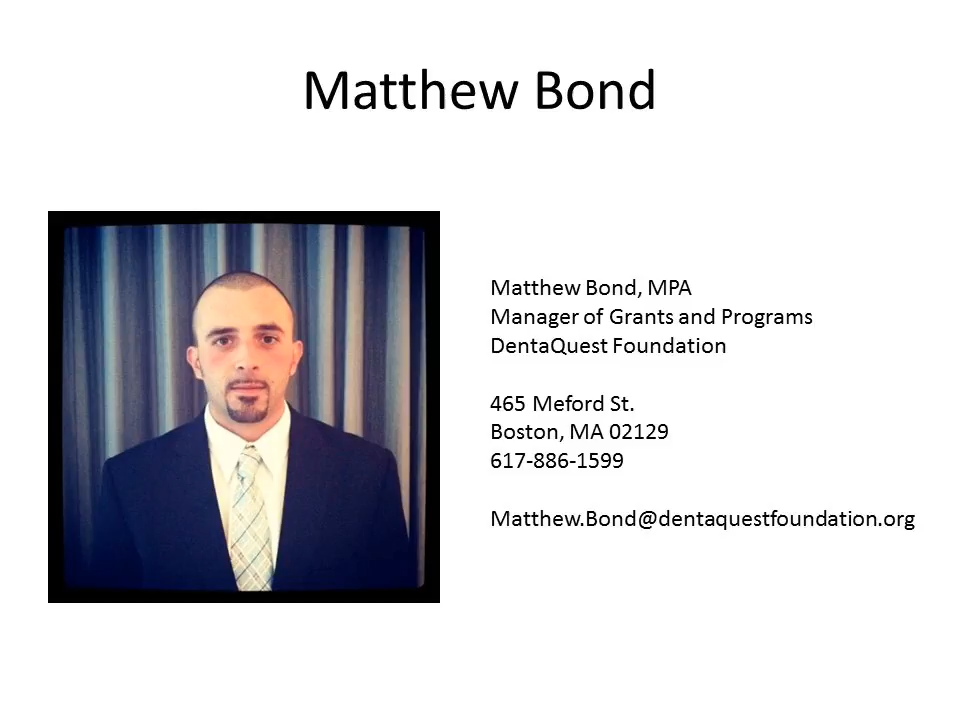 Matthew Bond
Matthew Bond, MPA
Manager of Grants and Programs
DentaQuest Foundation
465 Meford St.
Boston, MA 02129
617-886-1599
Matthew.Bond@dentaquestfoundation.org